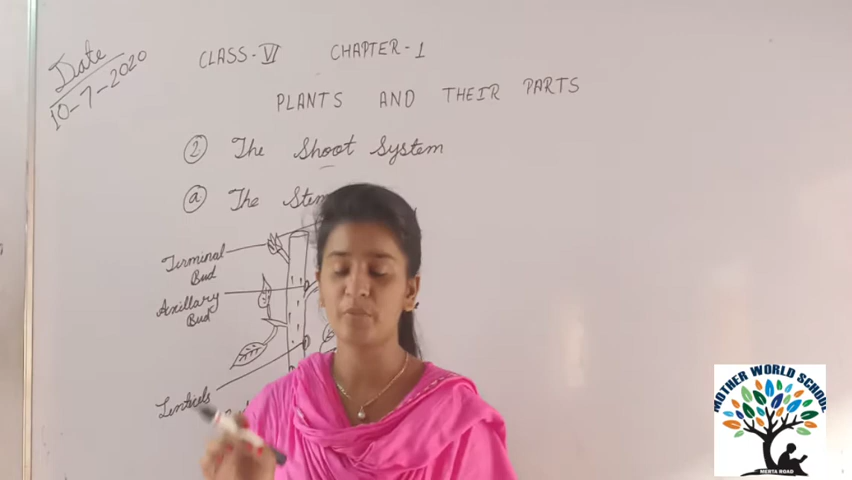 Date
10-7-2020
CLASS-VI CHAPTER-1
PLANTS AND THEIR PARTS
2 The Shoot System
a The
Terminal
Bud
Axillary
Bud
Lenticels
MOTHER WORLD SCHOOL
MERTA ROAD